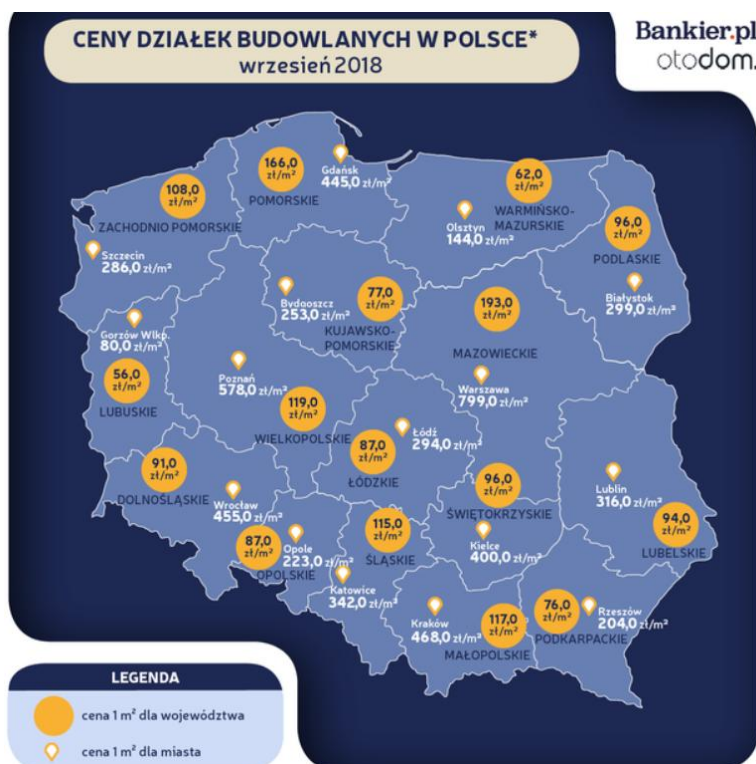 CENY DZIAŁEK BUDOWLANYCH W POLSCE*
wrzesień 2018
Bankier.pl
otodom.
166,0
zł/m²
POMORSKIE
Gdańsk
445,0 zł/m²
62,0
zł/m²
WARMIŃSKO-
MAZURSKIE
108,0
zł/m²
ZACHODNIO POMORSKIE
Olsztyn
144,0 zł/m²
96,0
zł/m²
PODLASKIE
Szczecin
286,0 zł/m²
Bydgoszcz
253,0 zł/m²
77,0
zł/m²
KUJAWSKO-
POMORSKIE
193,0
zł/m²
MAZOWIECKIE
Białystok
299,0 zł/m²
Gorzów Wlkp.
80,0 zł/m²
56,0
zł/m²
LUBUSKIE
Poznań
578,0 zł/m²
Warszawa
799,0 zł/m²
119,0
zł/m²
WIELKOPOLSKIE
Łódź
294,0 zł/m²
87,0
zł/m²
ŁÓDZKIE
91,0
zł/m²
DOLNOŚLĄSKIE
Wrocław
455,0 zł/m²
96,0
zł/m²
ŚWIĘTOKRZYSKIE
Lublin
316,0 zł/m²
94,0
zł/m²
LUBELSKIE
87,0
zł/m²
OPOLSKIE
Opole
223,0 zł/m²
115,0
zł/m²
ŚLĄSKIE
Kielce
400,0 zł/m²
Katowice
342,0 zł/m²
Kraków
468,0 zł/m²
117,0
zł/m²
MAŁOPOLSKIE
76,0
zł/m²
PODKARPACKIE
Rzeszów
204,0 zł/m²
LEGENDA
cena 1 m² dla województwa
cena 1 m² dla miasta